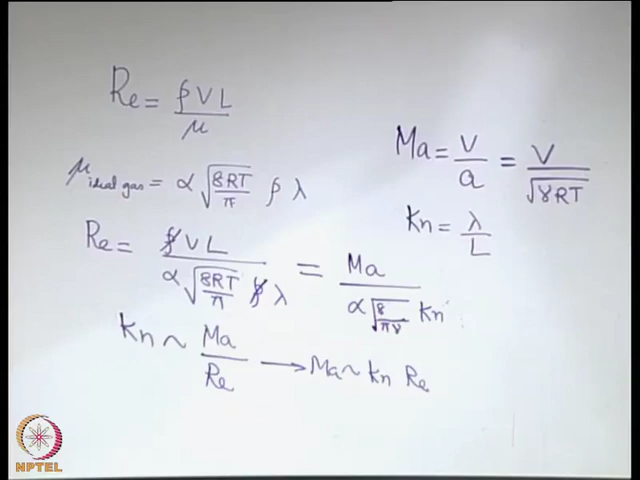 Re = ρVL/μ
μ ideal gas = α √(8RT/π) ρ λ
Re = ρVL / (α √(8RT/π) ρ λ) = Ma / (α √(8/πγ) Kn)
Kn ~ Ma/Re → Ma ~ Kn Re
Ma = V/a = V/√(γRT)
Kn = λ/L
NPTEL